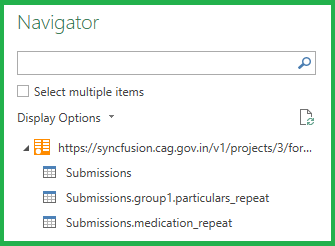 Navigator
Select multiple items
Display Options
https://syncfusion.cag.gov.in/v1/projects/3/for...
Submissions
Submissions.group1.particulars_repeat
Submissions.medication_repeat